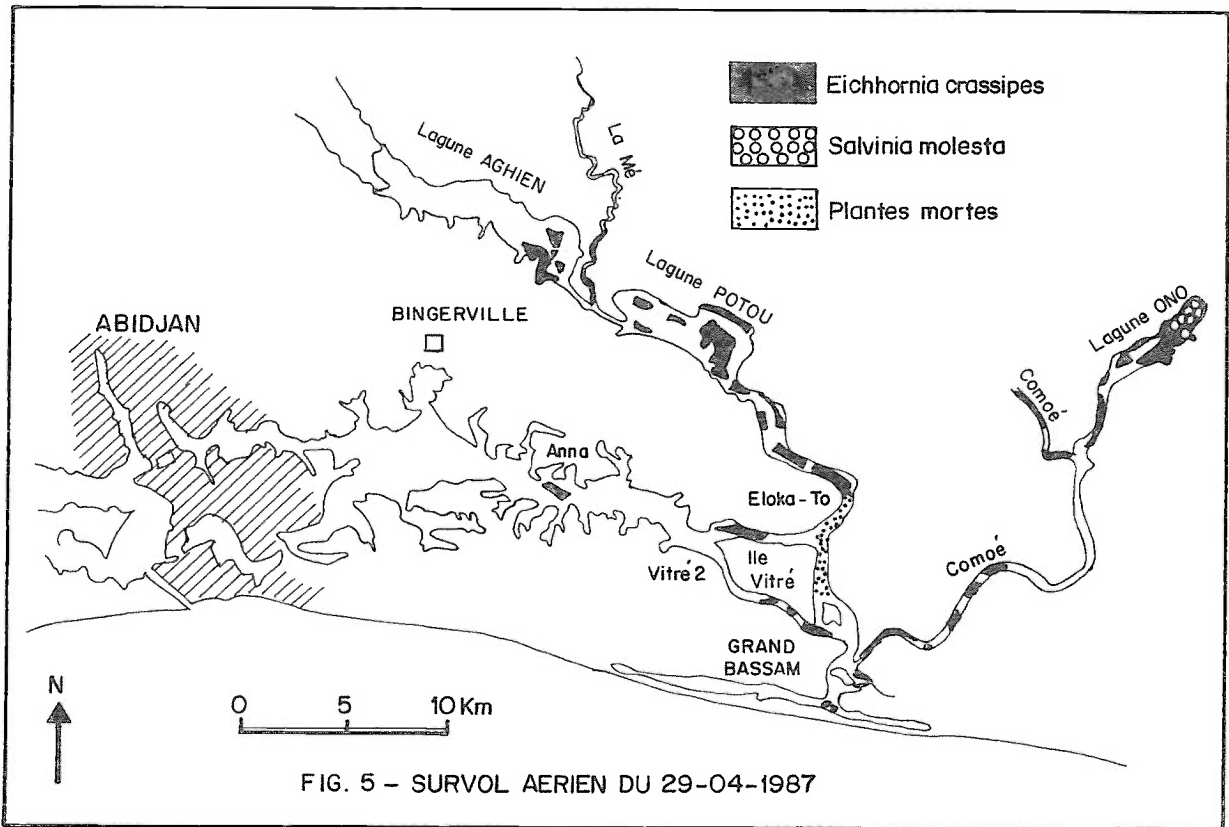 Eichhornia crassipes
Salvinia molesta
Plantes mortes
La Mé
Lagune AGHIEN
Lagune POTOU
Lagune ONO
BINGERVILLE
ABIDJAN
Comoé
Anna
Eloka-To
Ile
Vitré
Vitré 2
Comoé
GRAND
BASSAM
N
0 5 10 Km
FIG. 5 - SURVOL AERIEN DU 29-04-1987